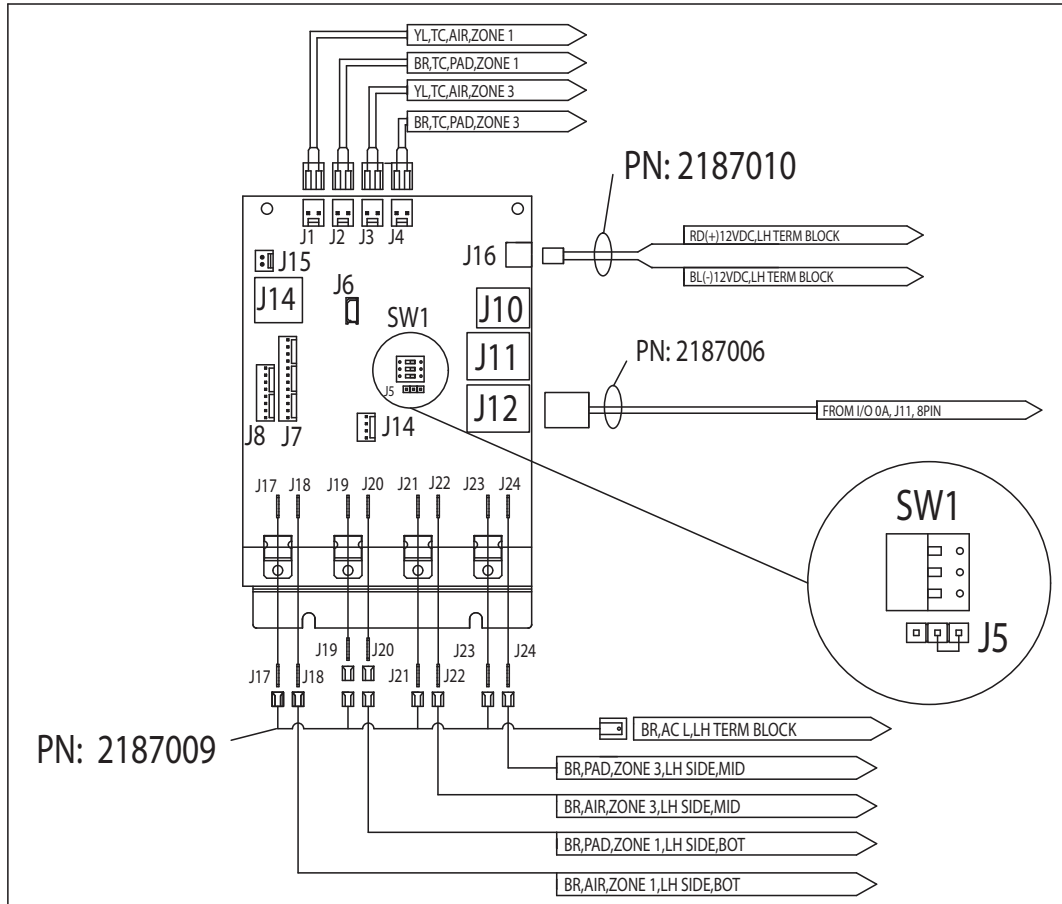 YL,TC,AIR,ZONE 1
BR,TC,PAD,ZONE 1
YL,TC,AIR,ZONE 3
BR,TC,PAD,ZONE 3
PN: 2187010
J1 J2 J3 J4
RD(+)12VDC,LH TERM BLOCK
J16
BL(-)12VDC,LH TERM BLOCK
J15
J14
J6
J10
SW1
J11
PN: 2187006
J5
J12
FROM I/O 0A, J11, 8PIN
J8 J7
J14
J17 J18 J19 J20 J21 J22 J23 J24
SW1
J5
J19 J20 J23 J24
J17 J18 J21 J22
BR,AC L,LH TERM BLOCK
PN: 2187009
BR,PAD,ZONE 3,LH SIDE,MID
BR,AIR,ZONE 3,LH SIDE,MID
BR,PAD,ZONE 1,LH SIDE,BOT
BR,AIR,ZONE 1,LH SIDE,BOT